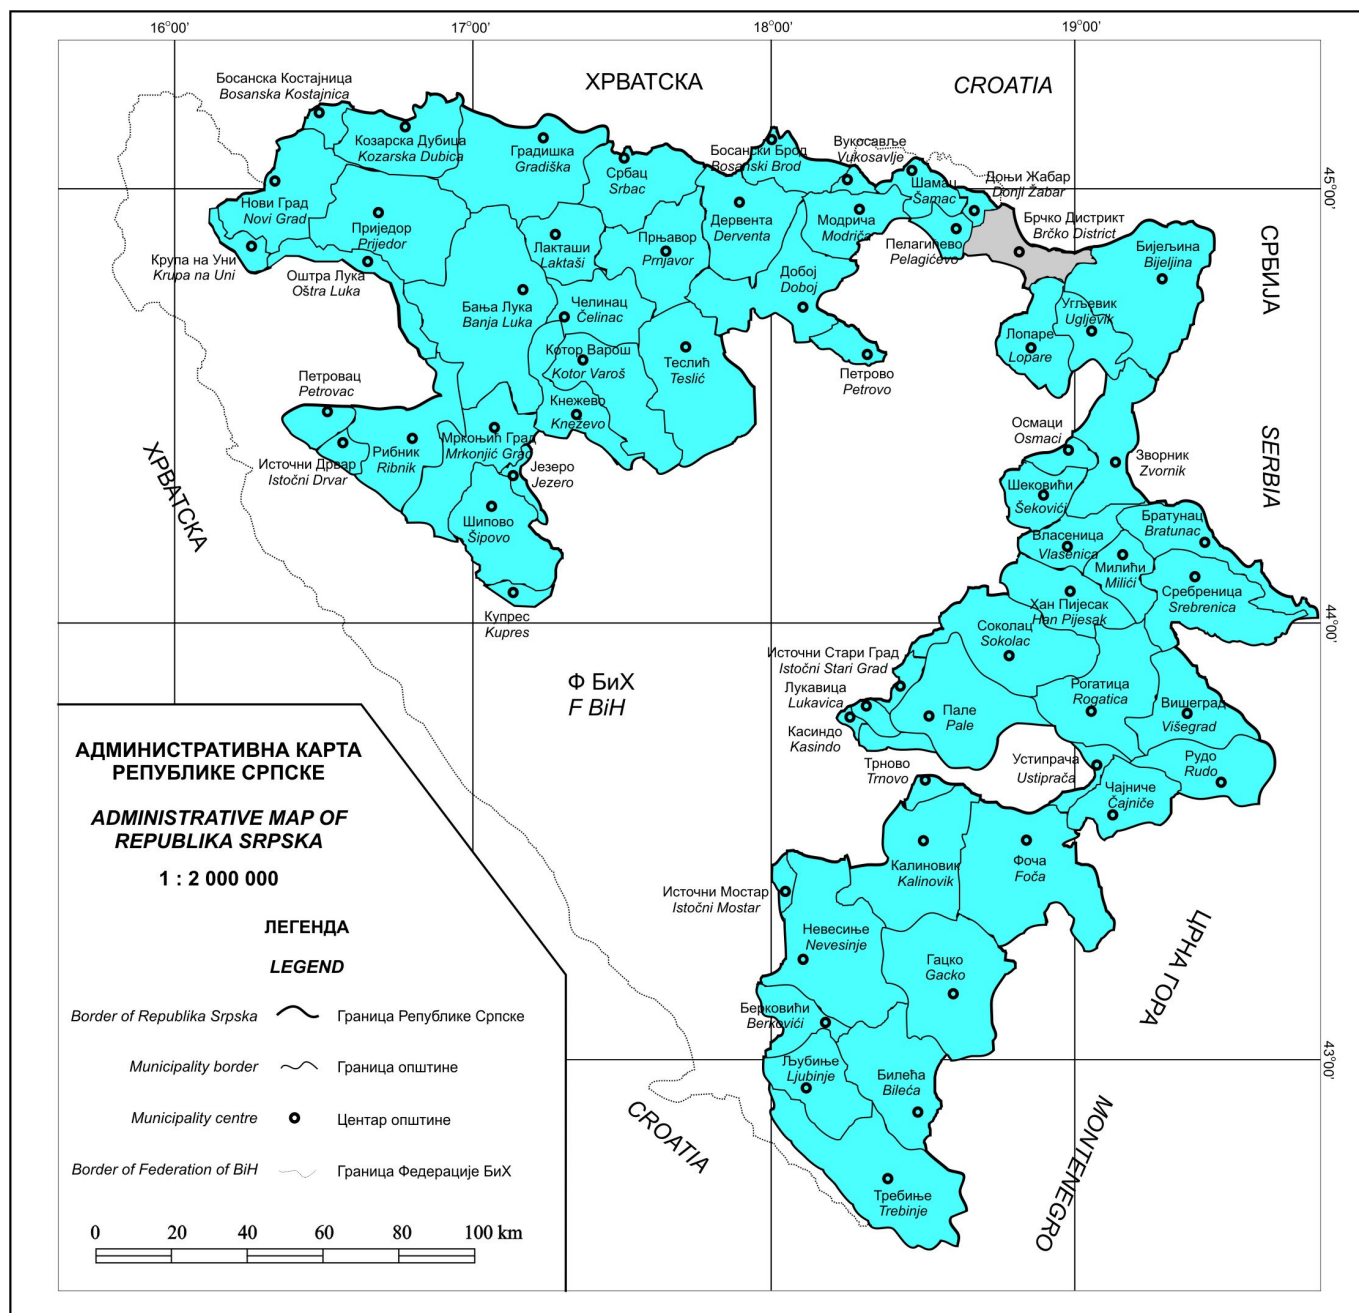 16°00'
17°00'
18°00'
19°00'
ХРВАТСКА
CROATIA
Босанска Костајница
Bosanska Kostajnica
Козарска Дубица
Kozarska Dubica
Градишка
Gradiška
Србац
Srbac
Босански Брод
Bosanski Brod
Вукосавље
Vukosavlje
Шамац
Šamac
Доњи Жабар
Donji Žabar
45°00'
Нови Град
Novi Grad
Приједор
Prijedor
Лакташи
Laktaši
Прњавор
Prnjavor
Дервента
Derventa
Модрича
Modriča
Пелагићево
Pelagićevo
Брчко Дистрикт
Brčko District
Бијељина
Bijeljina
СРБИЈА
Крупа на Уни
Krupa na Uni
Оштра Лука
Oštra Luka
Бања Лука
Banja Luka
Челинац
Čelinac
Добој
Doboj
Угљевик
Ugljevik
Лопаре
Lopare
Котор Варош
Kotor Varoš
Теслић
Teslić
Петрово
Petrovo
Петровац
Petrovac
Кнежево
Kneževo
Осмаци
Osmaci
Зворник
Zvornik
SERBIA
ХРВАТСКА
Источни Дрвар
Istočni Drvar
Рибник
Ribnik
Мркоњић Град
Mrkonjić Grad
Језеро
Jezero
Шековићи
Šekovići
Шипово
Šipovo
Братунац
Bratunac
Власеница
Vlasenica
Милићи
Milići
Сребреница
Srebrenica
Хан Пијесак
Han Pijesak
Купрес
Kupres
44°00'
Соколац
Sokolac
Источни Стари Град
Istočni Stari Grad
Ф БиХ
F BiH
Лукавица
Lukavica
Касиндо
Kasindo
Пале
Pale
Рогатица
Rogatica
Вишеград
Višegrad
Трново
Trnovo
Устипрача
Ustiprača
Рудо
Rudo
Чајниче
Čajniče
Калиновик
Kalinovik
Фоча
Foča
Источни Мостар
Istočni Mostar
Невесиње
Nevesinje
Гацко
Gacko
ЦРНА ГОРА
Берковићи
Berkovići
Љубиње
Ljubinje
Билећа
Bileća
43°00'
CROATIA
MONTENEGRO
Требиње
Trebinje
АДМИНИСТРАТИВНА КАРТА
РЕПУБЛИКЕ СРПСКЕ
ADMINISTRATIVE MAP OF
REPUBLIKA SRPSKA
1 : 2 000 000
ЛЕГЕНДА
LEGEND
Border of Republika Srpska Граница Републике Српске
Municipality border Граница општине
Municipality centre Центар општине
Border of Federation of BiH Граница Федерације БиХ
0 20 40 60 80 100 km